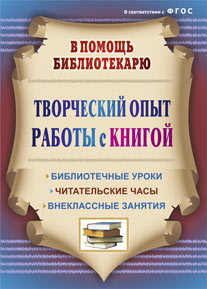 В соответствии с ФГОС
В ПОМОЩЬ
БИБЛИОТЕКАРЮ
ТВОРЧЕСКИЙ ОПЫТ
РАБОТЫ с КНИГОЙ
БИБЛИОТЕЧНЫЕ УРОКИ
ЧИТАТЕЛЬСКИЕ ЧАСЫ
ВНЕКЛАССНЫЕ ЗАНЯТИЯ